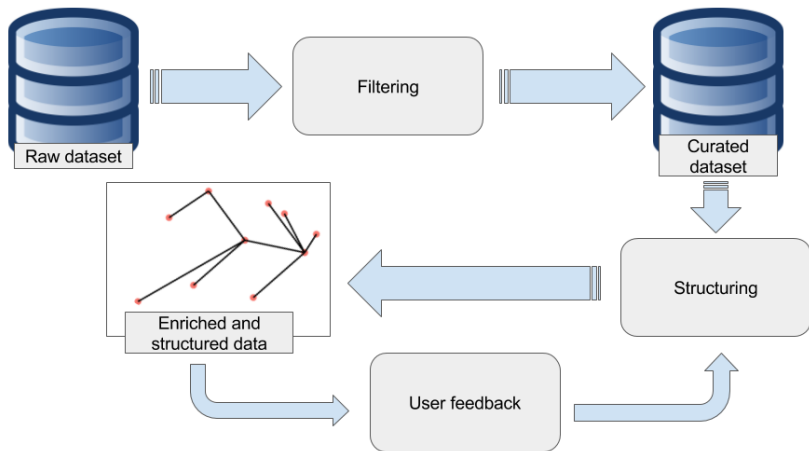 Filtering
Raw dataset
Curated
dataset
Structuring
Enriched and
structured data
User feedback